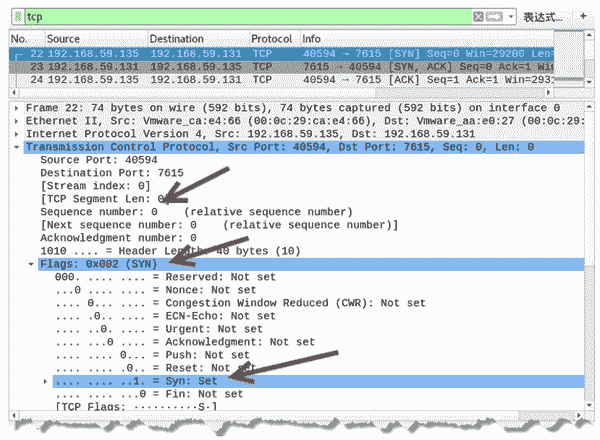 tcp
表达式…
+
No. Source Destination Protocol Info
22 192.168.59.135 192.168.59.131 TCP 40594 → 7615 [SYN] Seq=0 Win=29200 Len=
23 192.168.59.131 192.168.59.135 TCP 7615 → 40594 [SYN, ACK] Seq=0 Ack=1 Wi
24 192.168.59.135 192.168.59.131 TCP 40594 → 7615 [ACK] Seq=1 Ack=1 Win=293
Frame 22: 74 bytes on wire (592 bits), 74 bytes captured (592 bits) on interface 0
Ethernet II, Src: Vmware_ca:e4:66 (00:0c:29:ca:e4:66), Dst: Vmware_aa:e0:27 (00:0c:29:
Internet Protocol Version 4, Src: 192.168.59.135, Dst: 192.168.59.131
Transmission Control Protocol, Src Port: 40594, Dst Port: 7615, Seq: 0, Len: 0
Source Port: 40594
Destination Port: 7615
[Stream index: 0]
[TCP Segment Len: 0
Sequence number: 0 (relative sequence number)
[Next sequence number: 0 (relative sequence number)]
Acknowledgment number: 0
1010 .... = Header Length: 40 bytes (10)
Flags: 0x002 (SYN)
000. .... .... = Reserved: Not set
...0 .... .... = Nonce: Not set
.... 0... .... = Congestion Window Reduced (CWR): Not set
.... .0.. .... = ECN-Echo: Not set
.... ..0. .... = Urgent: Not set
.... ...0 .... = Acknowledgment: Not set
.... .... 0... = Push: Not set
.... .... .0.. = Reset: Not set
.... .... ..1. = Syn: Set
.... .... ...0 = Fin: Not set
[TCP Flags: ··········S·]